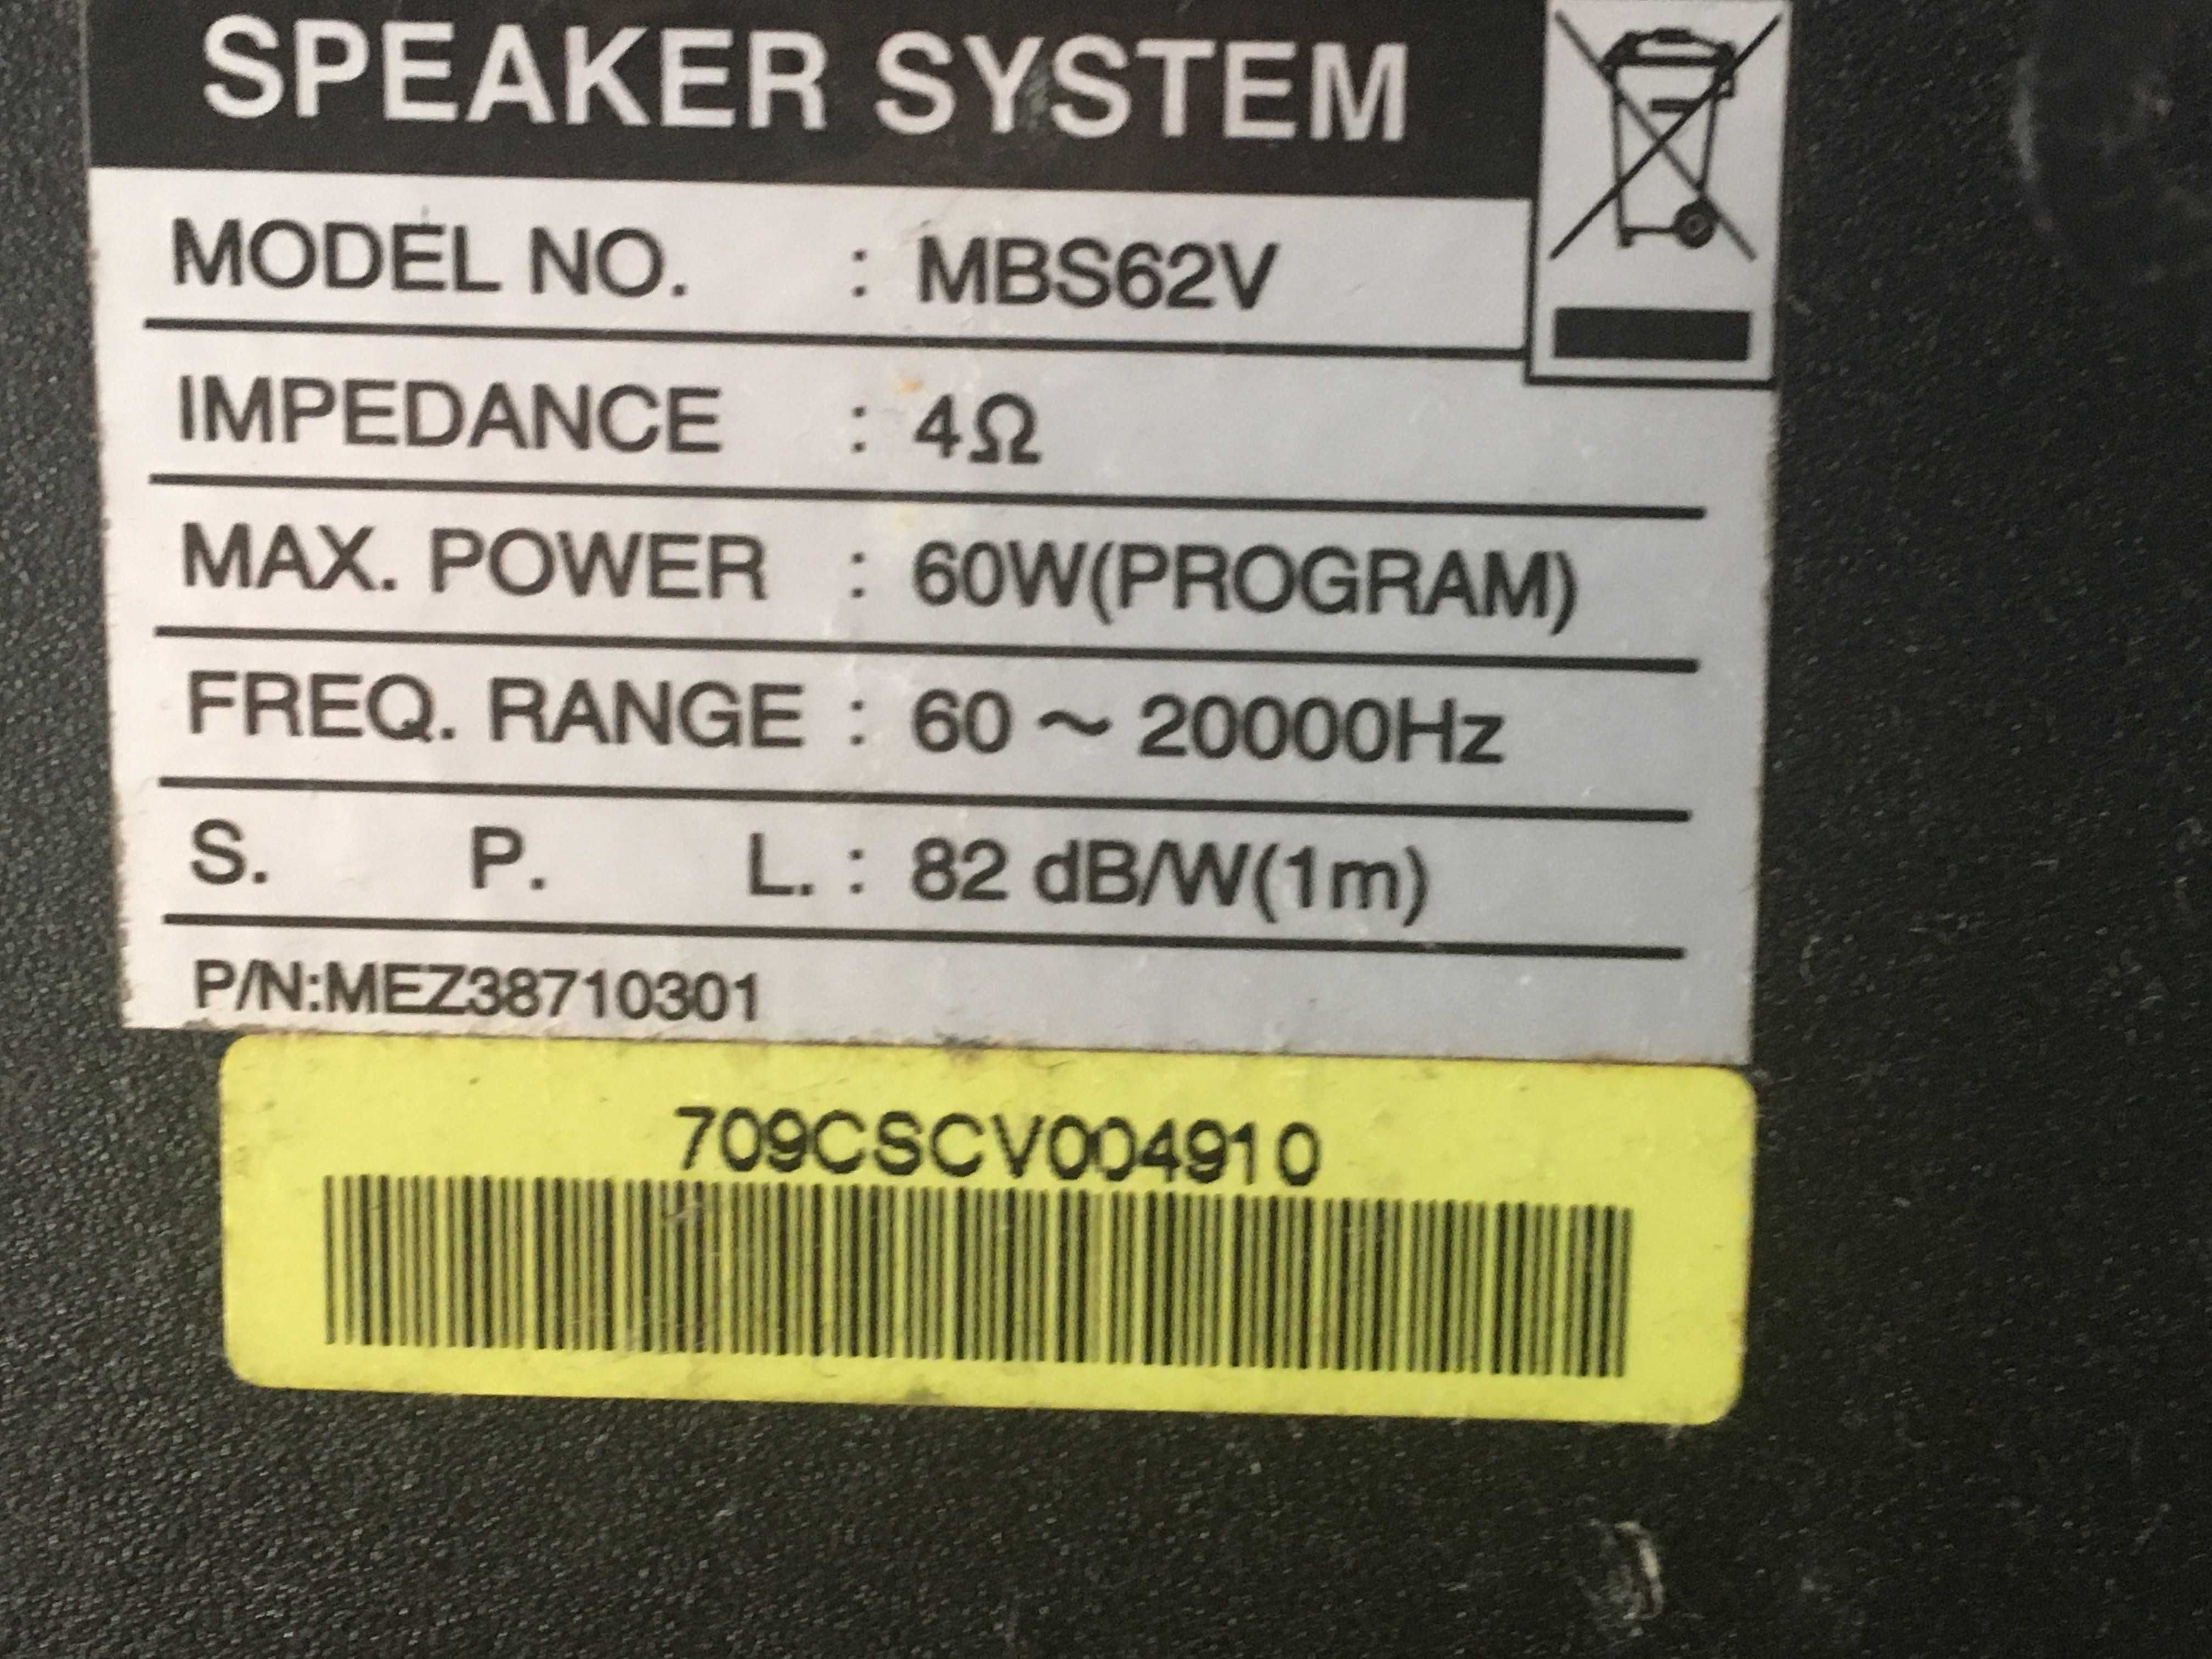 SPEAKER SYSTEM
MODEL NO. : MBS62V
IMPEDANCE : 4Ω
MAX. POWER : 60W(PROGRAM)
FREQ. RANGE : 60 ~ 20000Hz
S. P. L. : 82 dB/W(1m)
P/N:MEZ38710301
709CSCV004910